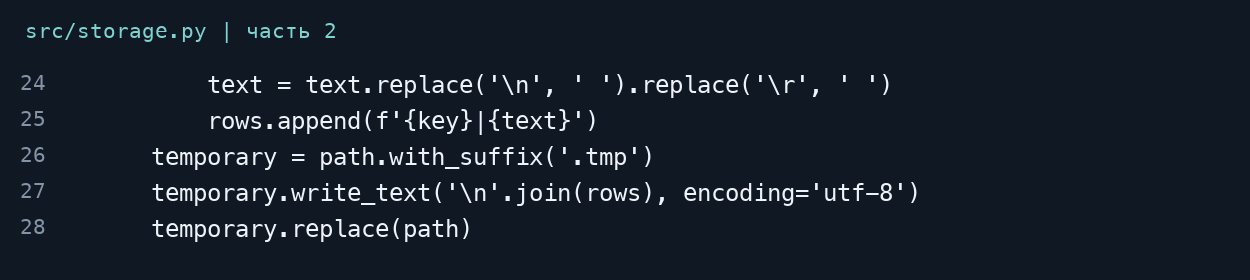 src/storage.py | часть 2
24            text = text.replace('\n', ' ').replace('\r', ' ')
25            rows.append(f'{key}|{text}')
26        temporary = path.with_suffix('.tmp')
27        temporary.write_text('\n'.join(rows), encoding='utf-8')
28        temporary.replace(path)